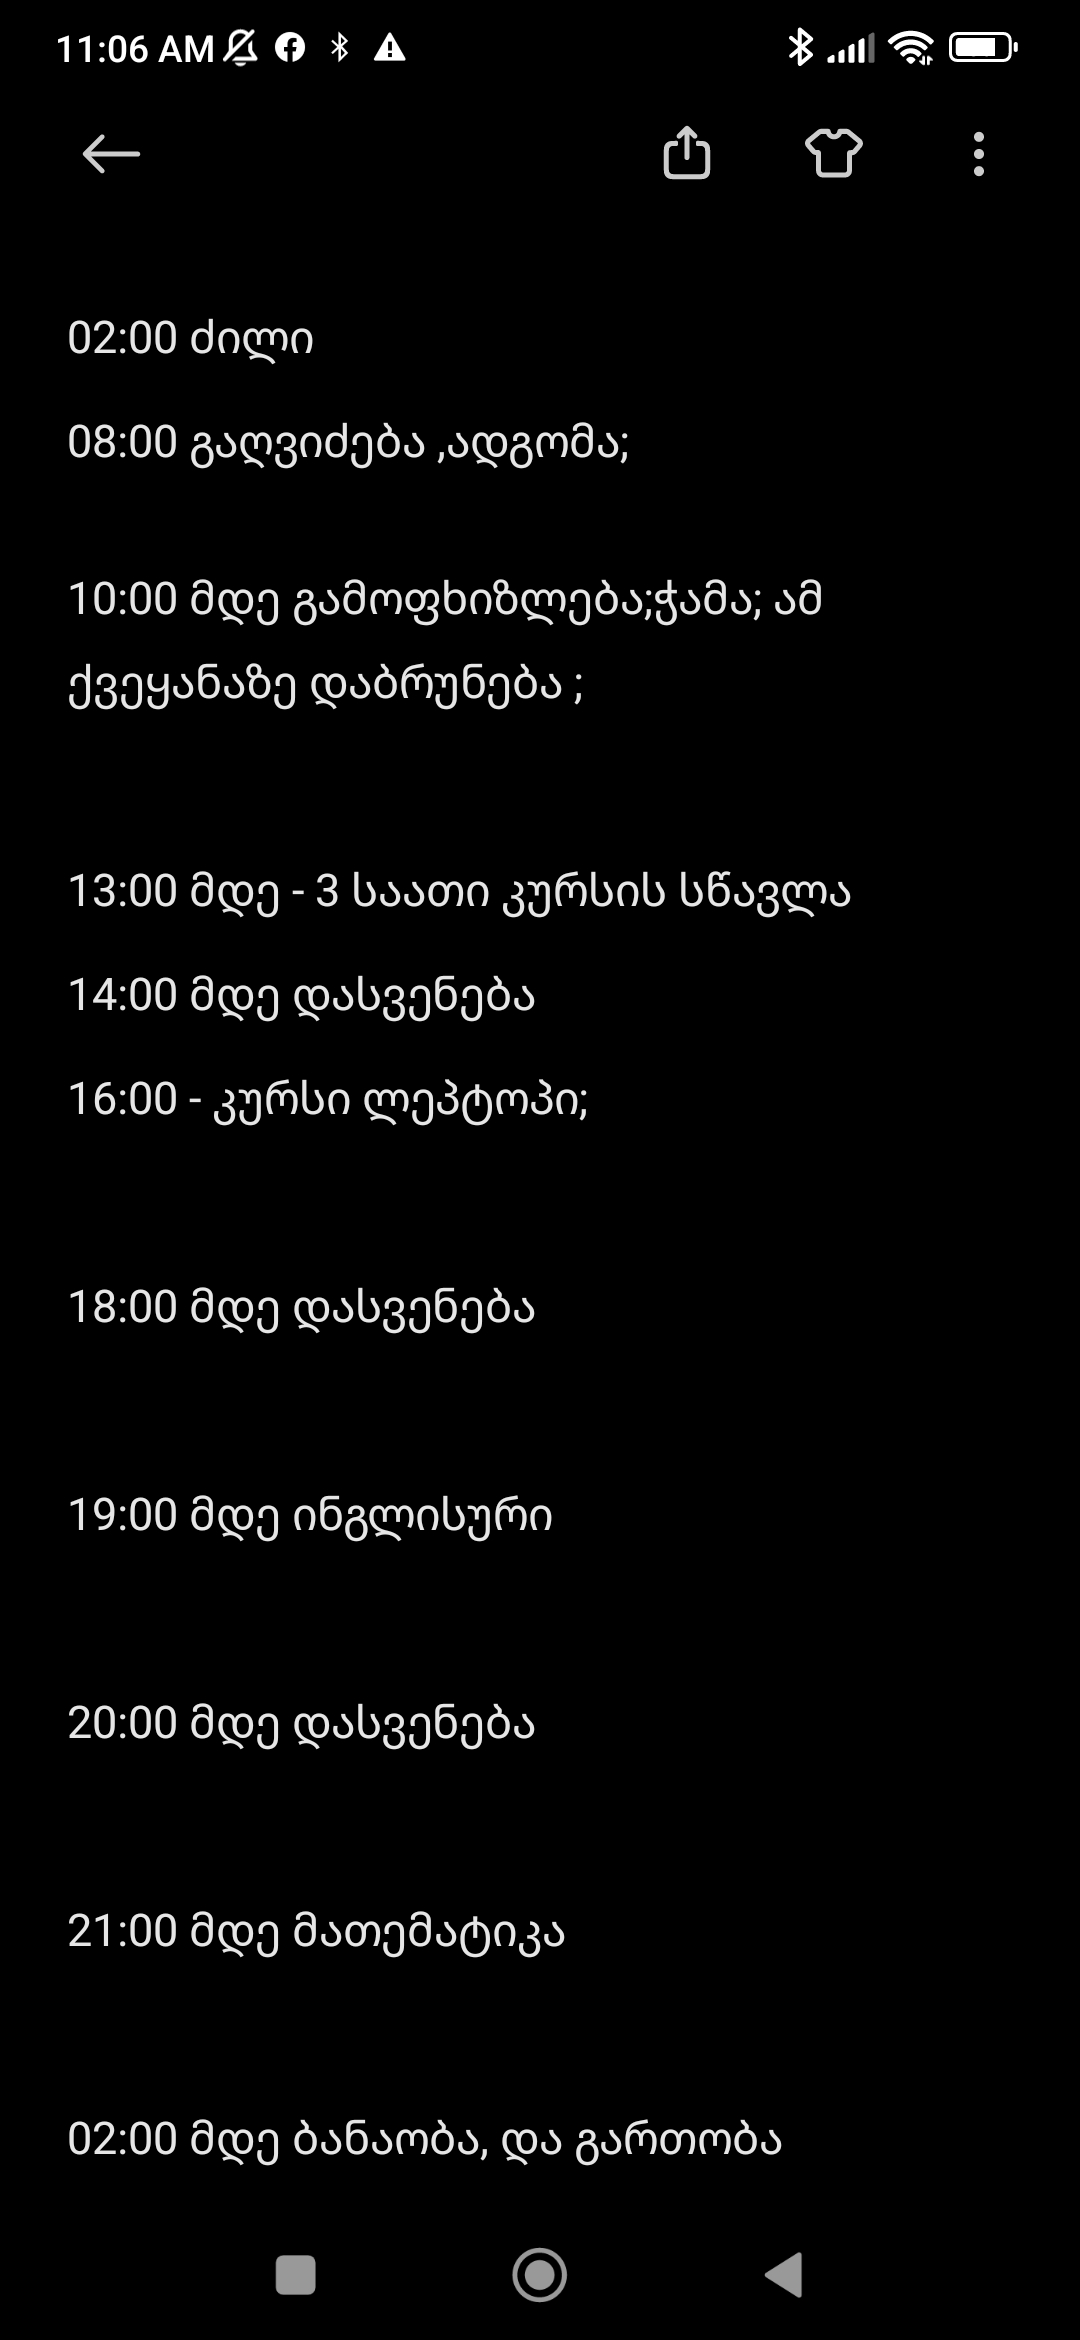 11:06 AM
02:00 ძილი
08:00 გაღვიძება ,ადგომა;
10:00 მდე გამოფხიზლება;ჭამა; ამ
ქვეყანაზე დაბრუნება ;
13:00 მდე - 3 საათი კურსის სწავლა
14:00 მდე დასვენება
16:00 - კურსი ლეპტოპი;
18:00 მდე დასვენება
19:00 მდე ინგლისური
20:00 მდე დასვენება
21:00 მდე მათემატიკა
02:00 მდე ბანაობა, და გართობა